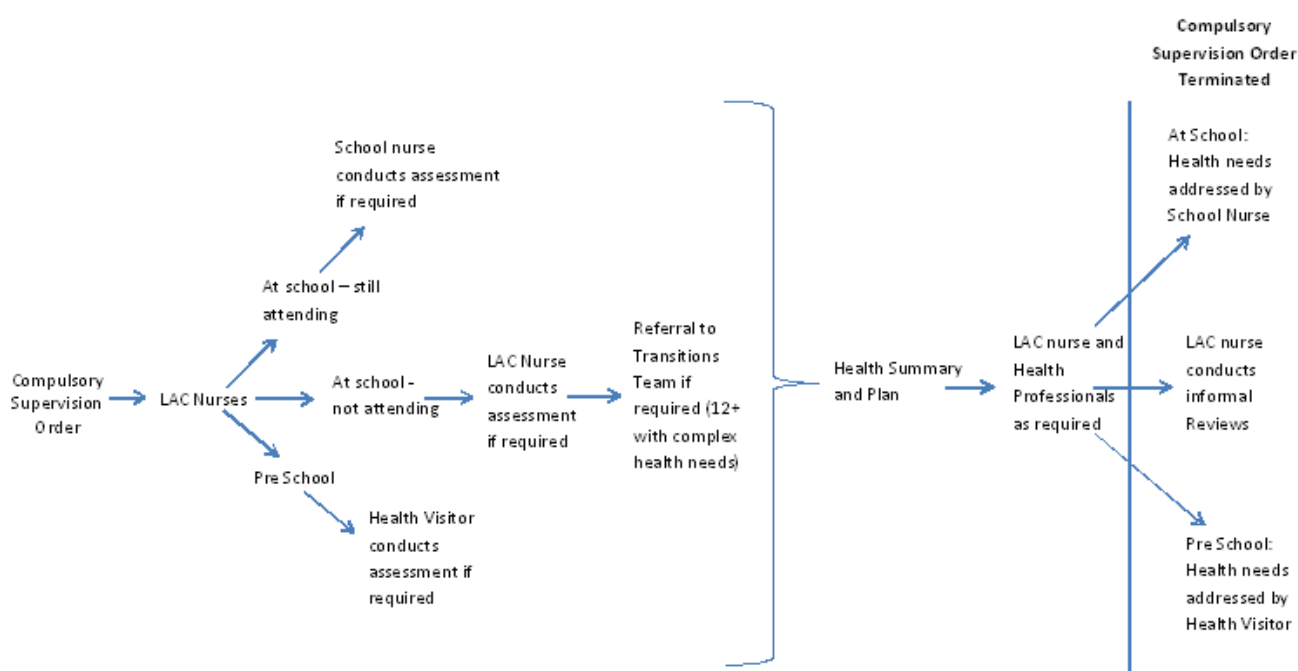 Compulsory
Supervision Order
Terminated
School nurse
conducts assessment
if required
At school – still
attending
Compulsory
Supervision
Order
LAC Nurses
At school -
not attending
LAC Nurse
conducts
assessment
if required
Referral to
Transitions
Team if
required (12+
with complex
health needs)
Pre School
Health Visitor
conducts
assessment if
required
Health Summary
and Plan
LAC nurse and
Health
Professionals
as required
At School:
Health needs
addressed by
School Nurse
LAC nurse
conducts
informal
Reviews
Pre School:
Health needs
addressed by
Health Visitor